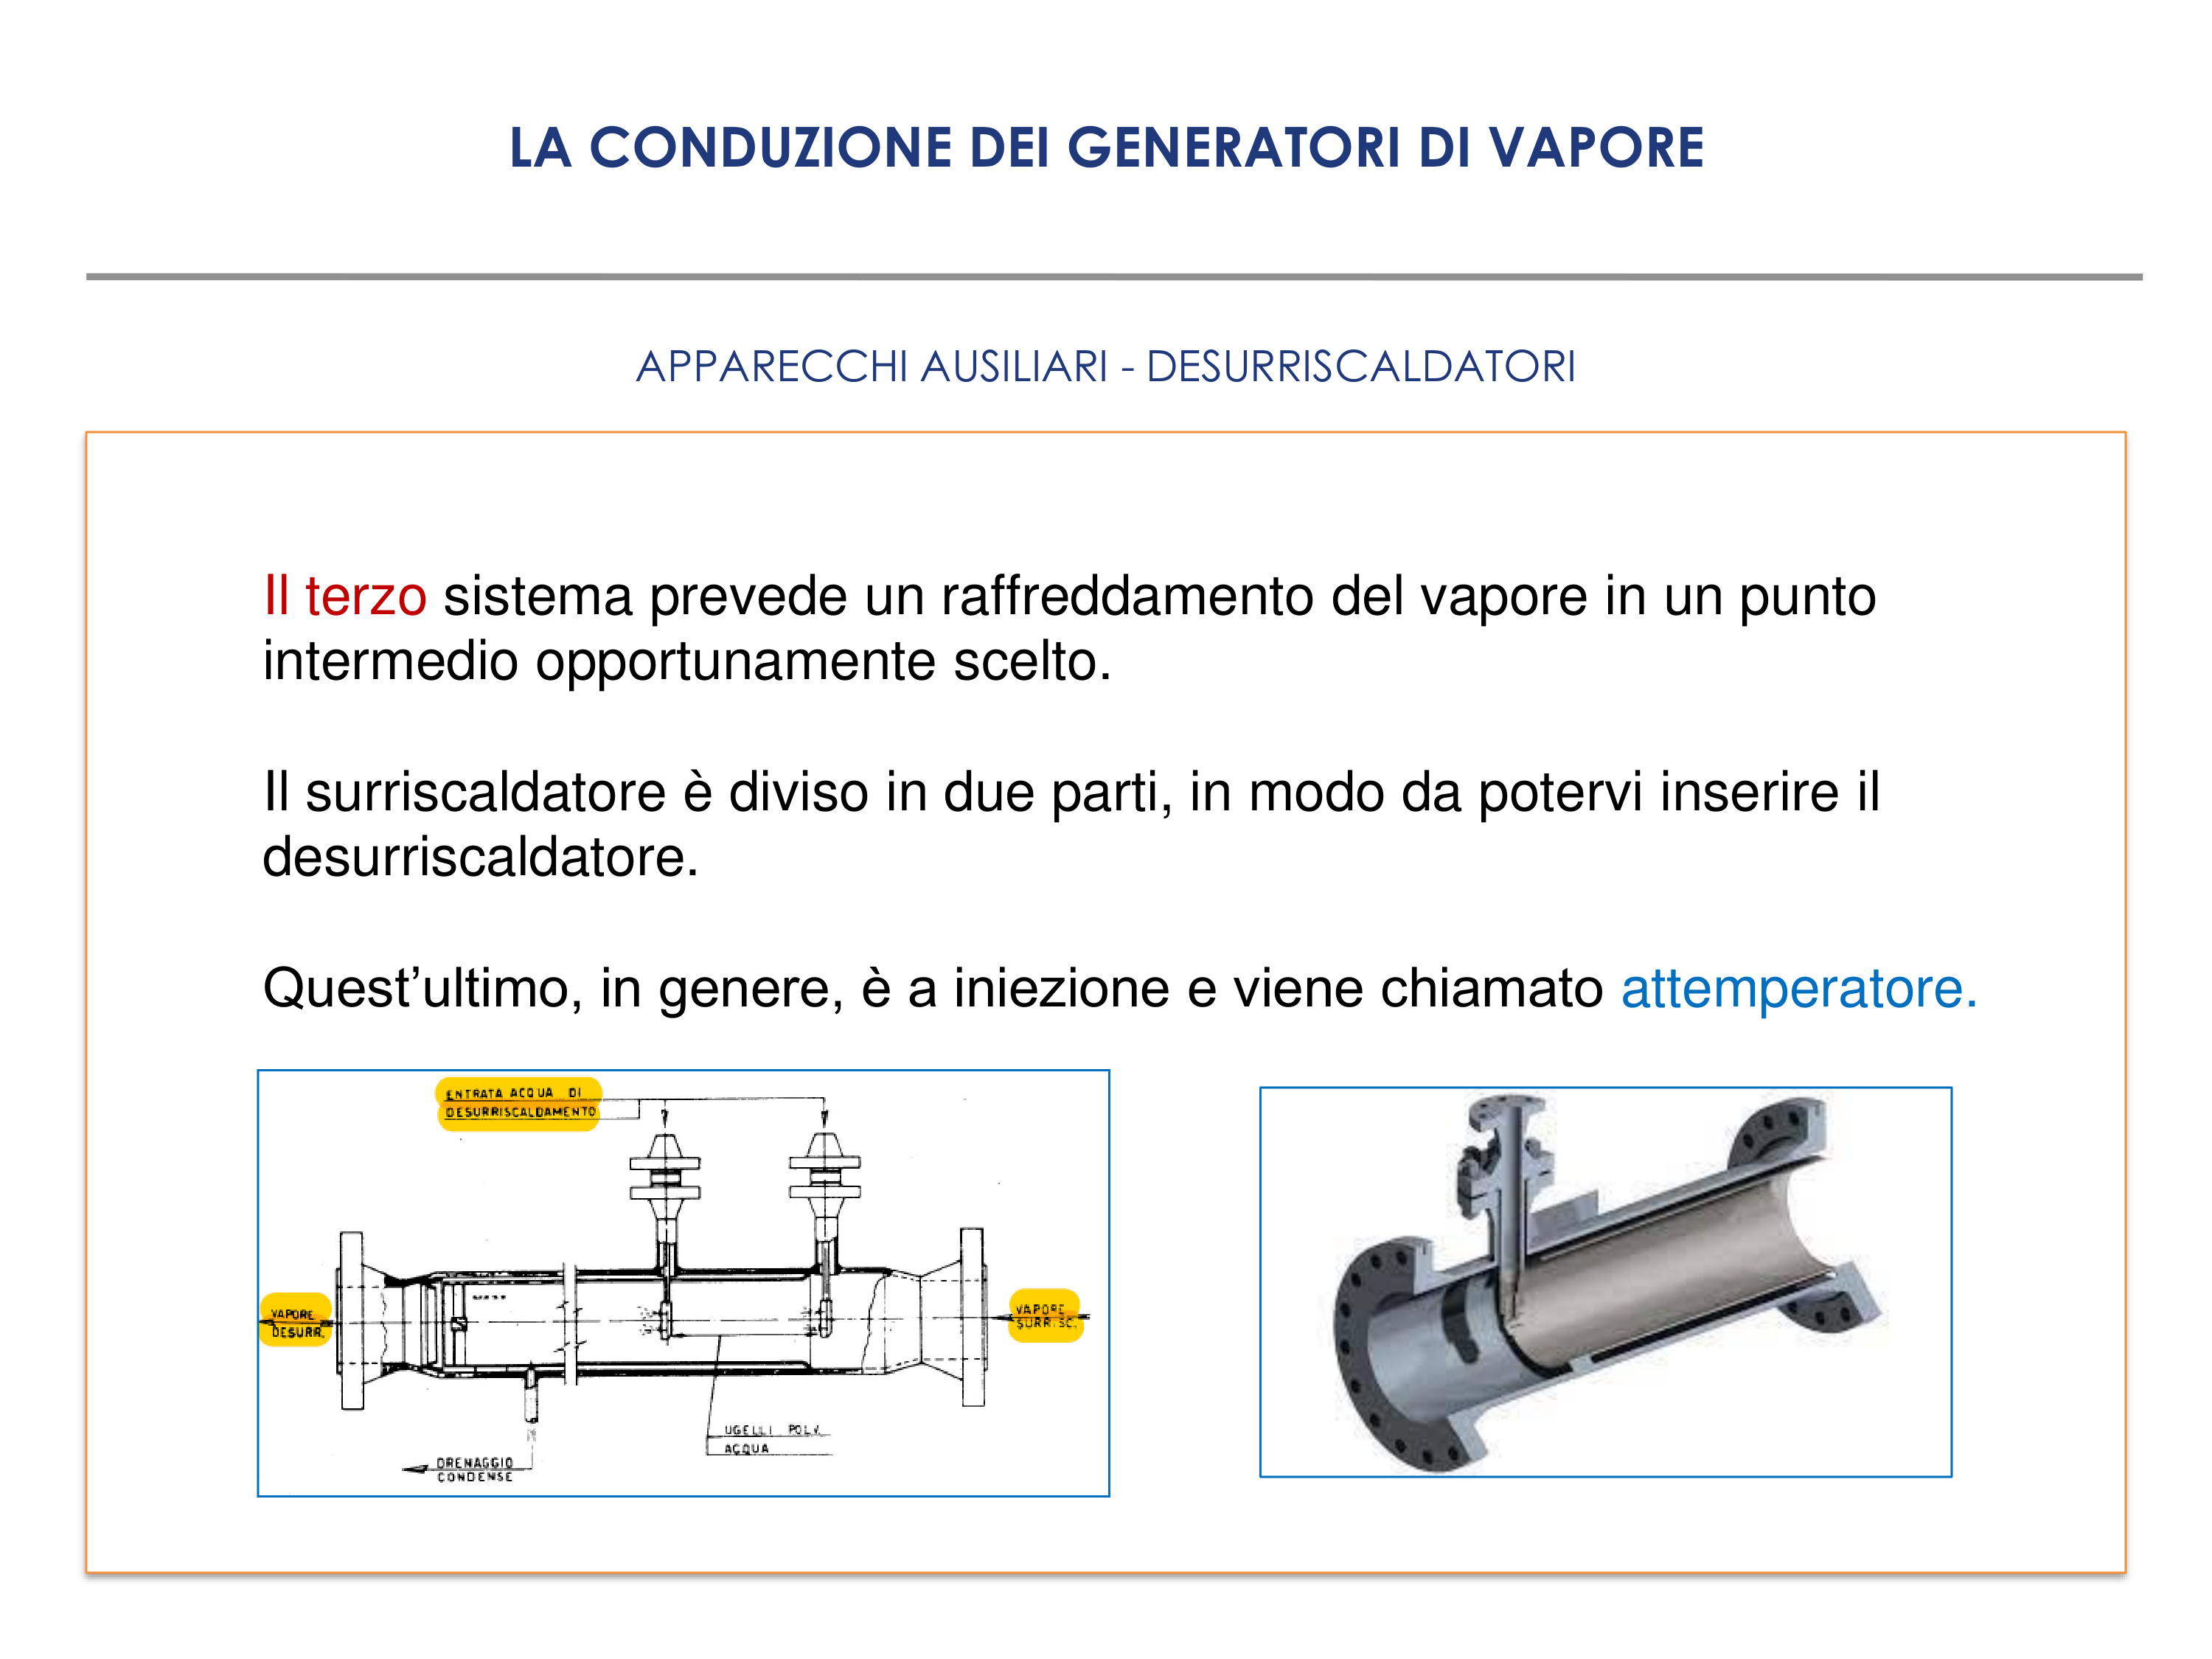 LA CONDUZIONE DEI GENERATORI DI VAPORE
APPARECCHI AUSILIARI - DESURRISCALDATORI
Il terzo sistema prevede un raffreddamento del vapore in un punto
intermedio opportunamente scelto.
Il surriscaldatore è diviso in due parti, in modo da potervi inserire il
desurriscaldatore.
Quest’ultimo, in genere, è a iniezione e viene chiamato attemperatore.
ENTRATA ACQUA DI
DESURRISCALDAMENTO
VAPORE
DESURR.
VAPORE
SURRISC.
UGELLI POLV.
ACQUA
DRENAGGIO
CONDENSE